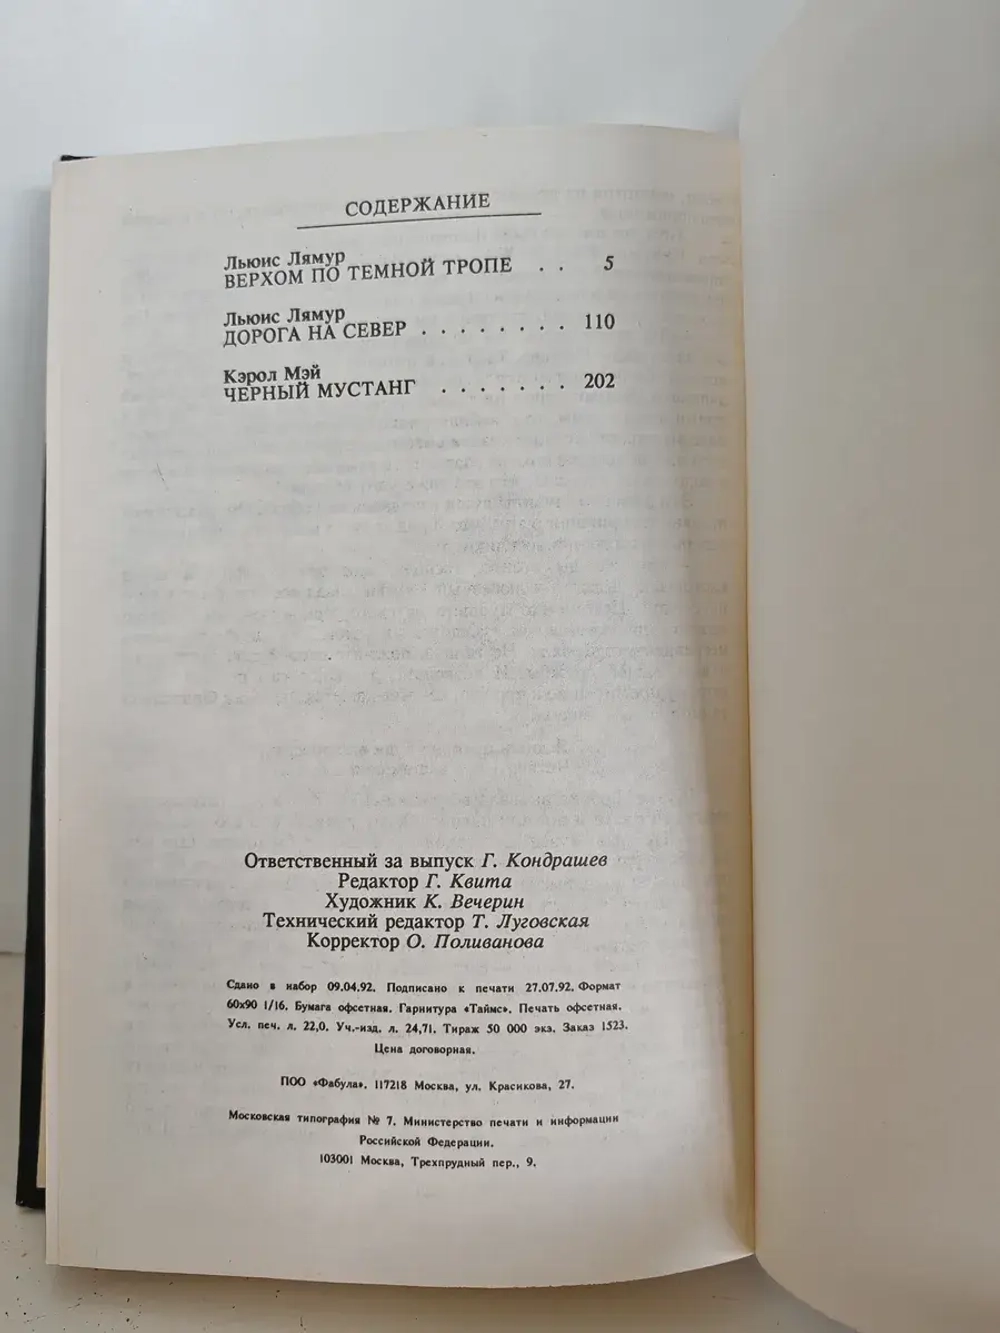 СОДЕРЖАНИЕ
Льюис Лямур
ВЕРХОМ ПО ТЕМНОЙ ТРОПЕ . . 5
Льюис Лямур
ДОРОГА НА СЕВЕР . . . . . . . . 110
Кэрол Мэй
ЧЕРНЫЙ МУСТАНГ . . . . . . . 202
Ответственный за выпуск Г. Кондрашев
Редактор Г. Квита
Художник К. Вечерин
Технический редактор Т. Луговская
Корректор О. Поливанова
Сдано в набор 09.04.92. Подписано к печати 27.07.92. Формат
60х90 1/16. Бумага офсетная. Гарнитура «Таймс». Печать офсетная.
Усл. печ. л. 22,0. Уч.-изд. л. 24,71. Тираж 50 000 экз. Заказ 1523.
Цена договорная.
ПОО «Фабула». 117218 Москва, ул. Красикова, 27.
Московская типография № 7. Министерство печати и информации
Российской Федерации.
103001 Москва, Трехпрудный пер., 9.